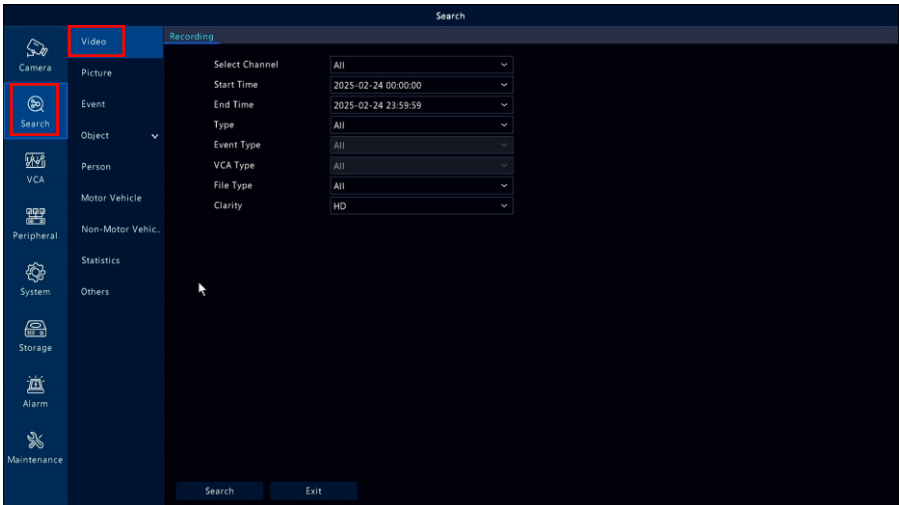 Search
Camera
Search
VCA
Peripheral
System
Storage
Alarm
Maintenance
Video
Picture
Event
Object
Person
Motor Vehicle
Non-Motor Vehic..
Statistics
Others
Recording
Select Channel All
Start Time 2025-02-24 00:00:00
End Time 2025-02-24 23:59:59
Type All
Event Type All
VCA Type All
File Type All
Clarity HD
Search Exit